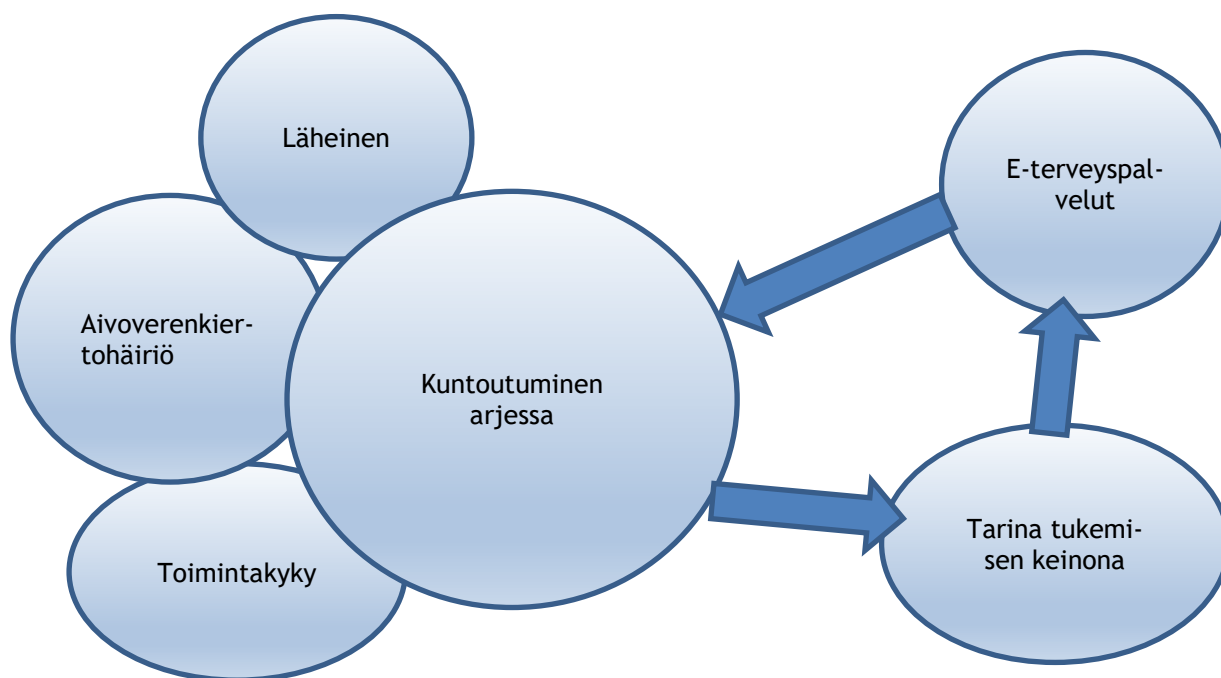 Läheinen
E-terveyspal-
velut
Aivoverenkier-
tohäiriö
Kuntoutuminen
arjessa
Tarina tukemi-
sen keinona
Toimintakyky